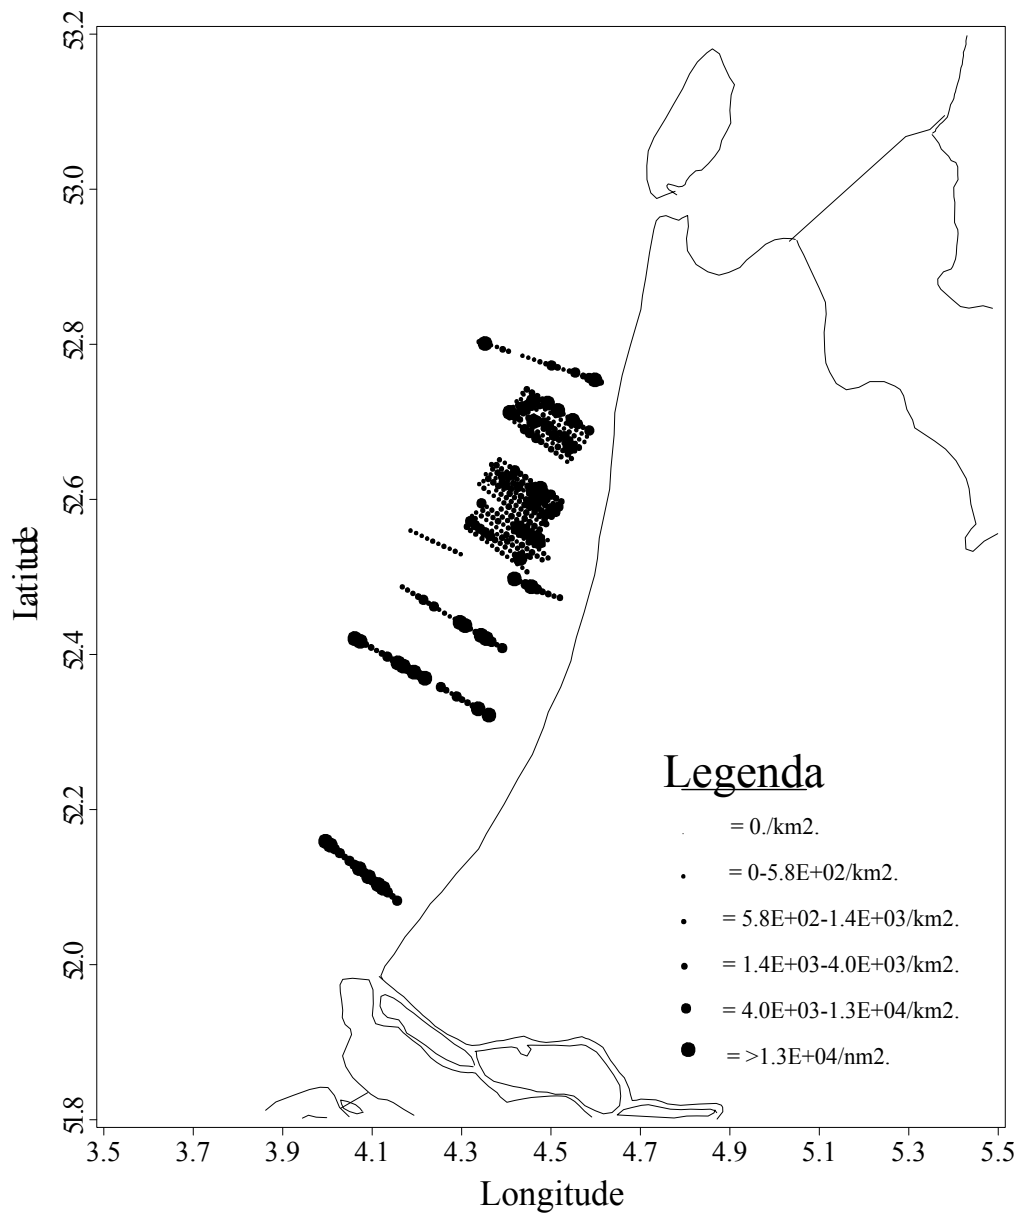 53.2
53.0
52.8
52.6
52.4
52.2
52.0
51.8
Latitude
3.5 3.7 3.9 4.1 4.3 4.5 4.7 4.9 5.1 5.3 5.5
Longitude
Legenda
= 0./km2.
= 0-5.8E+02/km2.
= 5.8E+02-1.4E+03/km2.
= 1.4E+03-4.0E+03/km2.
= 4.0E+03-1.3E+04/km2.
= >1.3E+04/nm2.